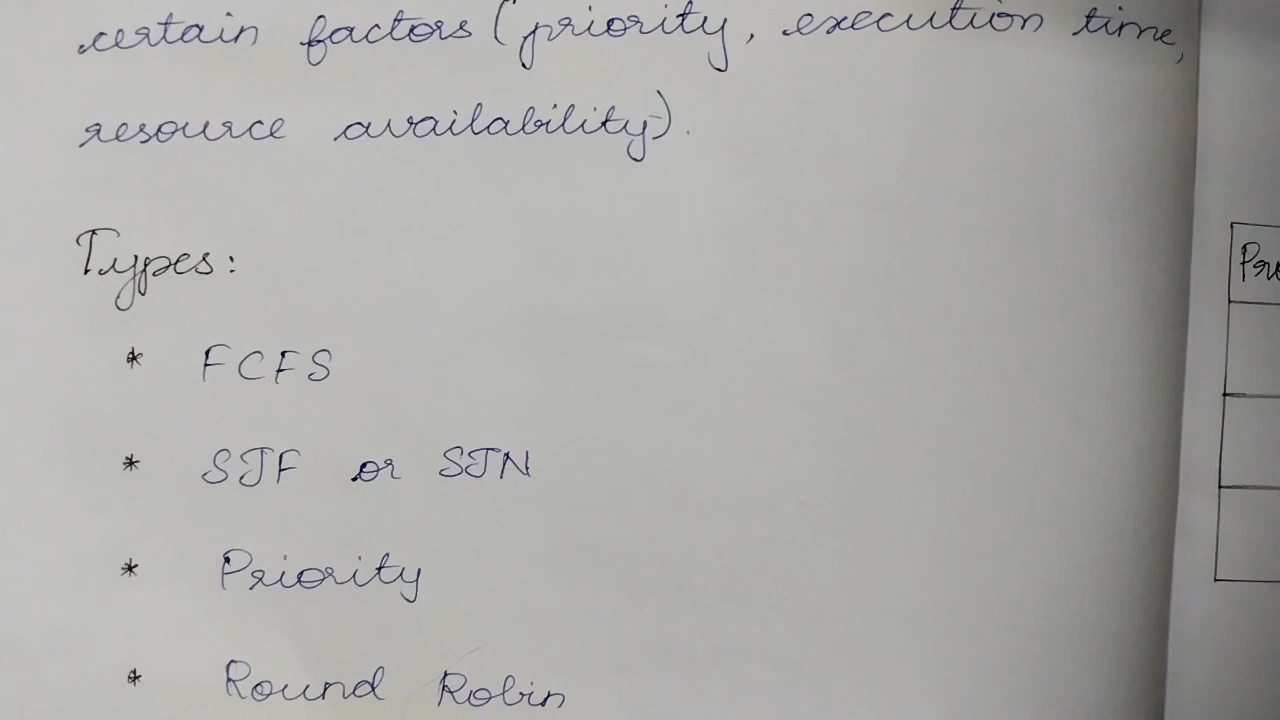 certain factors (priority, execution time,
resource availability).
Types:
* FCFS
* SJF or SJN
* Priority
* Round Robin